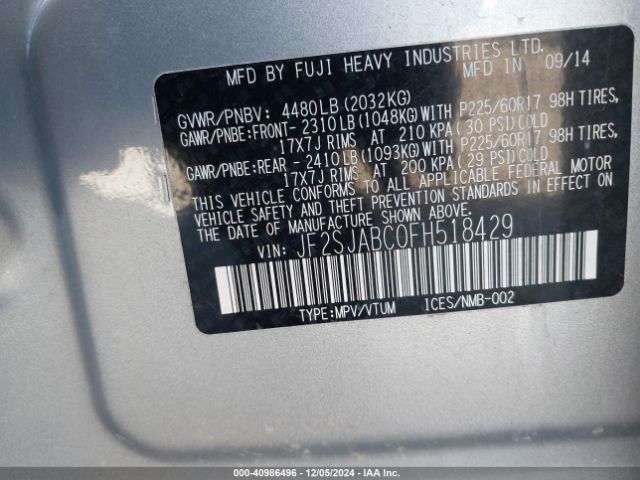 MFD BY FUJI HEAVY INDUSTRIES LTD.
MFD IN 09/14
GVWR/PNBV: 4480LB(2032KG)
GAWR/PNBE:FRONT-2310LB(1048KG)WITH P225/60R17 98H TIRES,
17X7J RIMS AT 210 KPA(30 PSI)COLD
GAWR/PNBE:REAR -2410LB(1093KG)WITH P225/60R17 98H TIRES,
17X7J RIMS AT 200 KPA(29 PSI)COLD
THIS VEHICLE CONFORMS TO ALL APPLICABLE FEDERAL MOTOR
VEHICLE SAFETY AND THEFT PREVENTION STANDARDS IN EFFECT ON
THE DATE OF MANUFACTURE SHOWN ABOVE.
VIN: JF2SJABC0FH518429
TYPE:MPV/VTUM ICES/NMB-002
000-40986496 - 12/05/2024 - IAA Inc.